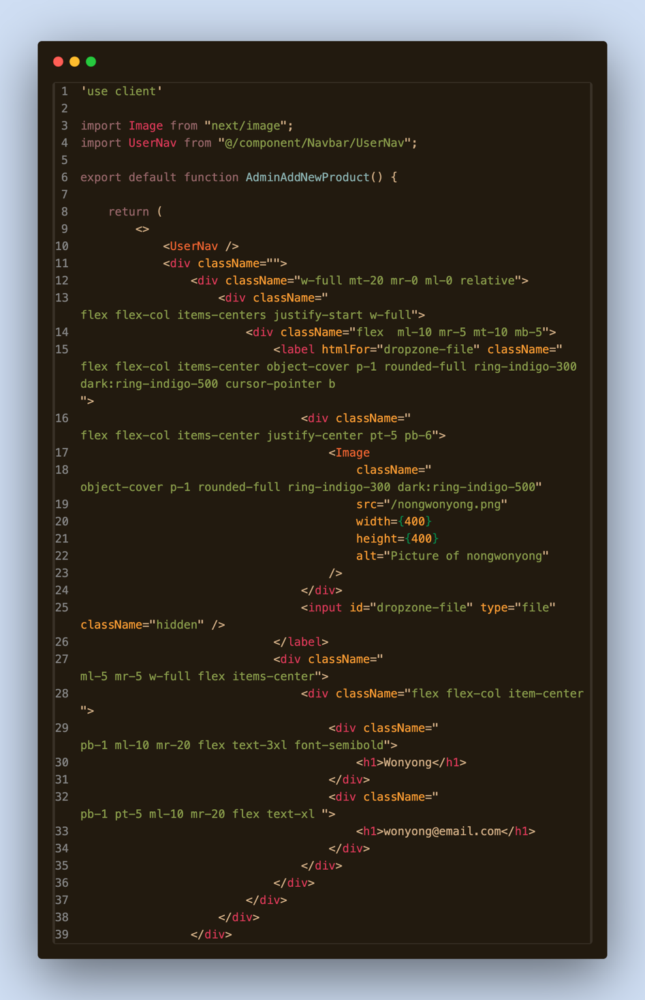 1 'use client'
2
3 import Image from "next/image";
4 import UserNav from "@/component/Navbar/UserNav";
5
6 export default function AdminAddNewProduct() {
7
8     return (
9         <>
10             <UserNav />
11             <div className="">
12                 <div className="w-full mt-20 mr-0 ml-0 relative">
13                     <div className="
flex flex-col items-centers justify-start w-full">
14                         <div className="flex  ml-10 mr-5 mt-10 mb-5">
15                             <label htmlFor="dropzone-file" className="
flex flex-col items-center object-cover p-1 rounded-full ring-indigo-300
dark:ring-indigo-500 cursor-pointer b
">
16                                 <div className="
flex flex-col items-center justify-center pt-5 pb-6">
17                                     <Image
18                                         className="
object-cover p-1 rounded-full ring-indigo-300 dark:ring-indigo-500"
19                                         src="/nongwonyong.png"
20                                         width={400}
21                                         height={400}
22                                         alt="Picture of nongwonyong"
23                                     />
24                                 </div>
25                                 <input id="dropzone-file" type="file"
className="hidden" />
26                             </label>
27                             <div className="
ml-5 mr-5 w-full flex items-center">
28                                 <div className="flex flex-col item-center
">
29                                     <div className="
pb-1 ml-10 mr-20 flex text-3xl font-semibold">
30                                         <h1>Wonyong</h1>
31                                     </div>
32                                     <div className="
pb-1 pt-5 ml-10 mr-20 flex text-xl ">
33                                         <h1>wonyong@email.com</h1>
34                                     </div>
35                                 </div>
36                             </div>
37                         </div>
38                     </div>
39                 </div>